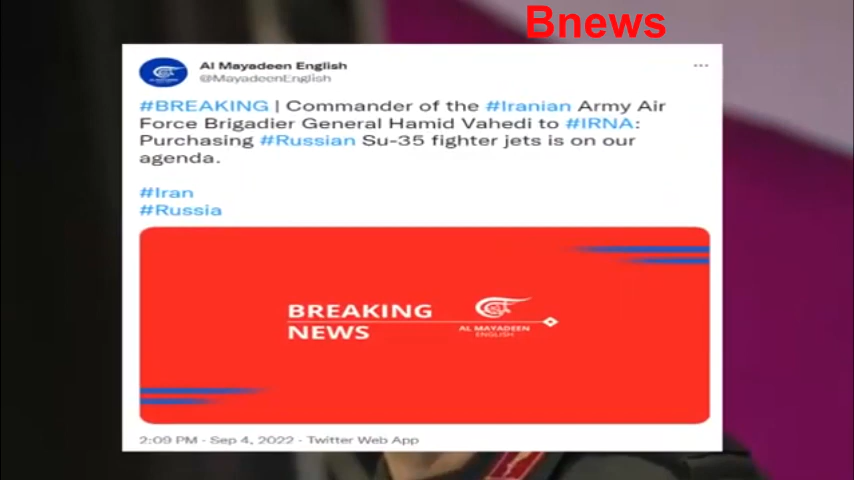 Bnews
Al Mayadeen English
@MayadeenEnglish
#BREAKING | Commander of the #Iranian Army Air
Force Brigadier General Hamid Vahedi to #IRNA:
Purchasing #Russian Su-35 fighter jets is on our
agenda.
#Iran
#Russia
BREAKING
NEWS
AL MAYADEEN
ENGLISH
2:09 PM · Sep 4, 2022 · Twitter Web App